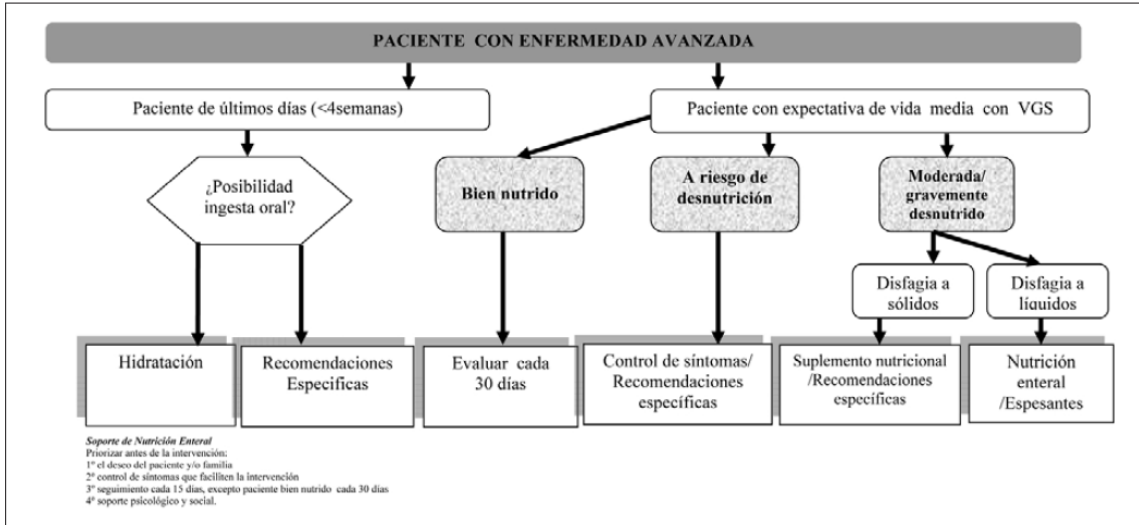 PACIENTE CON ENFERMEDAD AVANZADA
Paciente de últimos días (<4semanas)
Paciente con expectativa de vida media con VGS
¿Posibilidad
ingesta oral?
Bien nutrido
A riesgo de
desnutrición
Moderada/
gravemente
desnutrido
Disfagia a
sólidos
Disfagia a
líquidos
Hidratación
Recomendaciones
Especificas
Evaluar cada
30 días
Control de síntomas/
Recomendaciones
específicas
Suplemento nutricional
/Recomendaciones
específicas
Nutrición
enteral
/Espesantes
Soporte de Nutrición Enteral
Priorizar antes de la intervención:
1º el deseo del paciente y/o familia
2º control de síntomas que faciliten la intervención
3º seguimiento cada 15 días, excepto paciente bien nutrido cada 30 días
4º soporte psicológico y social.